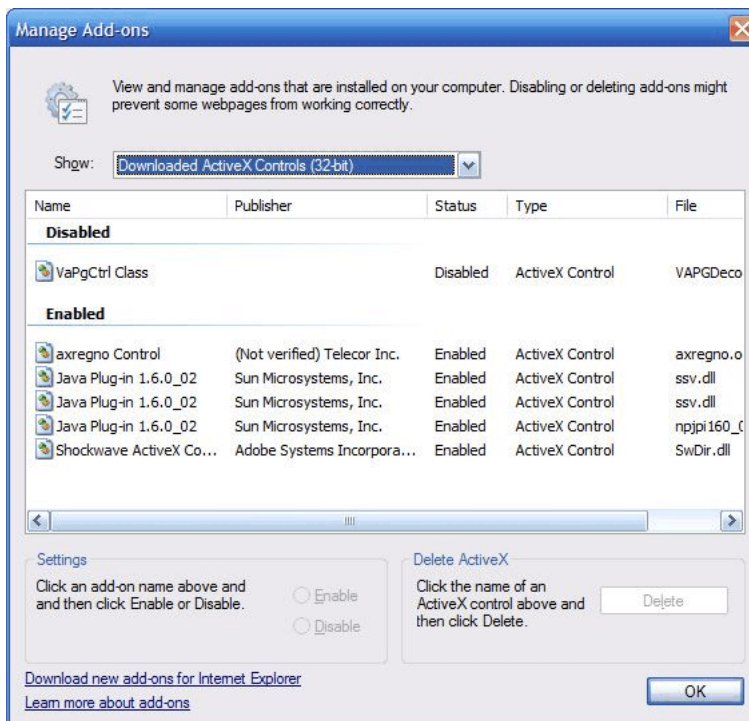 Manage Add-ons
View and manage add-ons that are installed on your computer. Disabling or deleting add-ons might
prevent some webpages from working correctly.
Show: Downloaded ActiveX Controls (32-bit)
Name Publisher Status Type File
Disabled
VaPgCtrl Class Disabled ActiveX Control VAPGDeco
Enabled
axregno Control (Not verified) Telecor Inc. Enabled ActiveX Control axregno.o
Java Plug-in 1.6.0_02 Sun Microsystems, Inc. Enabled ActiveX Control ssv.dll
Java Plug-in 1.6.0_02 Sun Microsystems, Inc. Enabled ActiveX Control ssv.dll
Java Plug-in 1.6.0_02 Sun Microsystems, Inc. Enabled ActiveX Control npjpi160_0
Shockwave ActiveX Co... Adobe Systems Incorpora... Enabled ActiveX Control SwDir.dll
Settings
Click an add-on name above and
and then click Enable or Disable.
Enable
Disable
Delete ActiveX
Click the name of an
ActiveX control above and
then click Delete.
Delete
Download new add-ons for Internet Explorer
Learn more about add-ons
OK